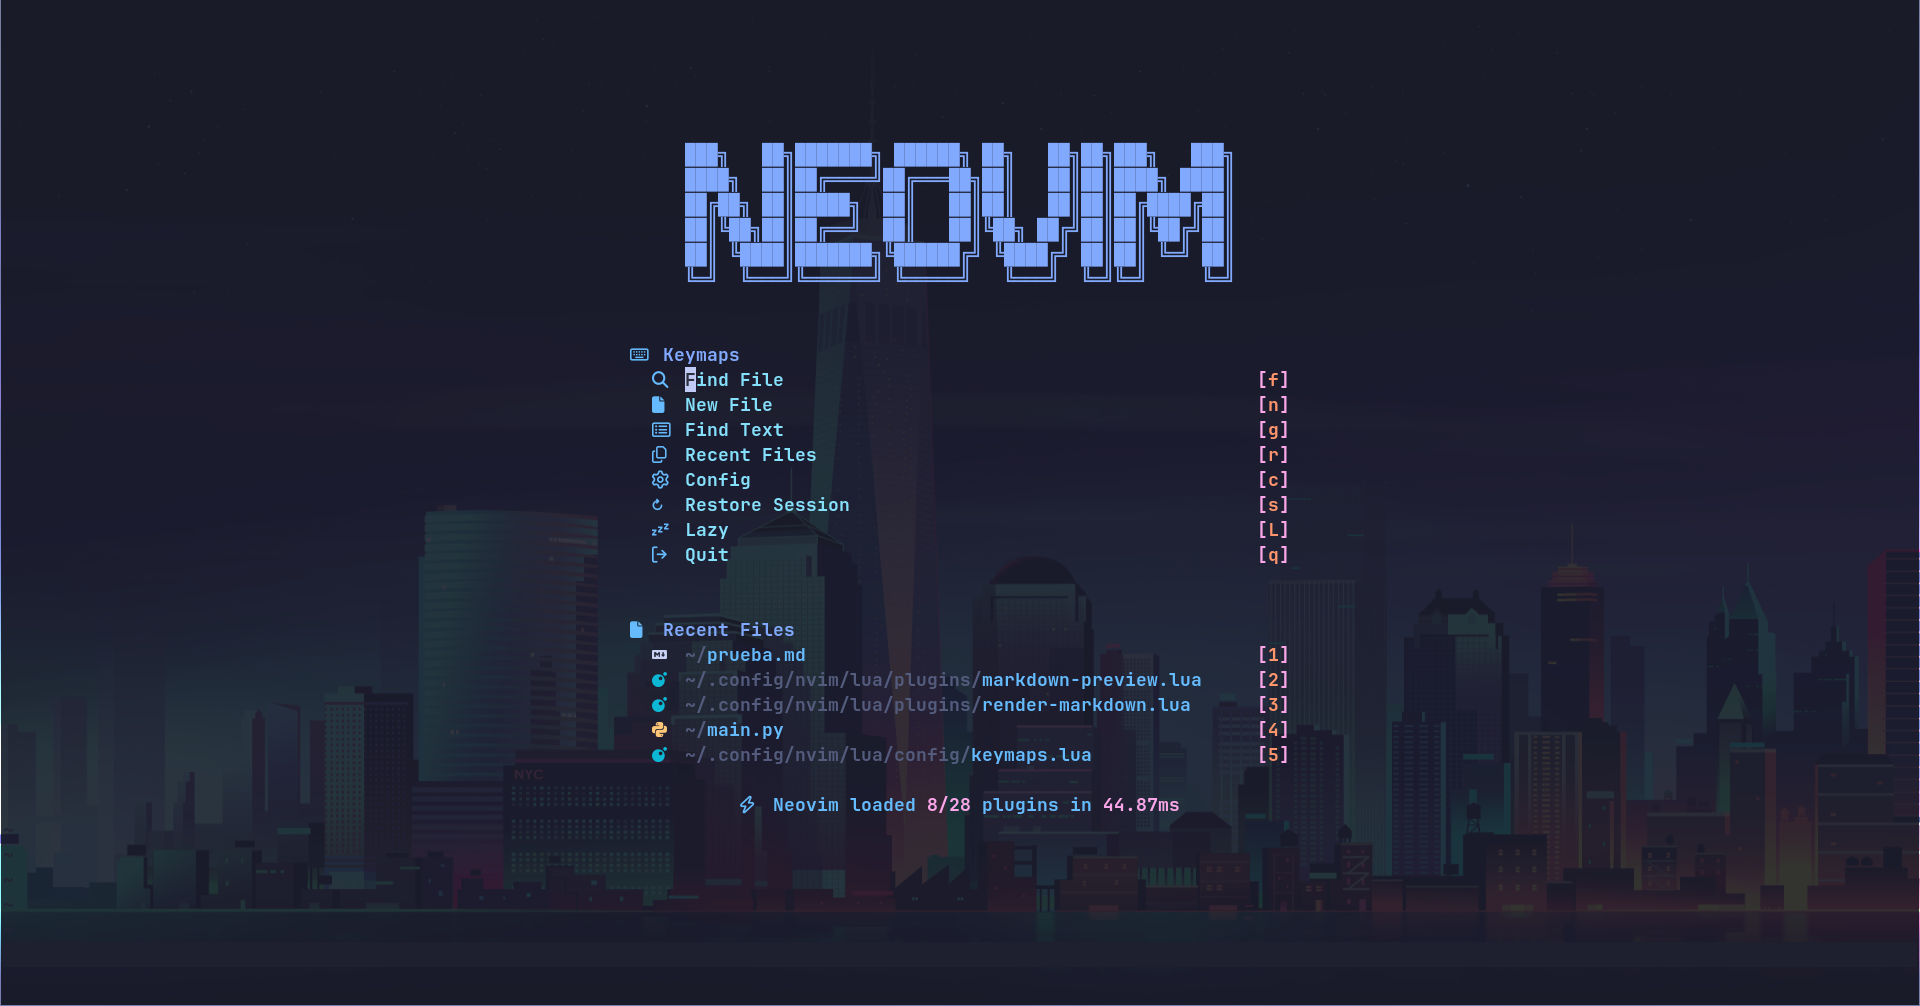 NEOVIM
Keymaps
Find File [f]
New File [n]
Find Text [g]
Recent Files [r]
Config [c]
Restore Session [s]
Lazy [L]
Quit [q]
Recent Files
~/prueba.md [1]
~/.config/nvim/lua/plugins/markdown-preview.lua [2]
~/.config/nvim/lua/plugins/render-markdown.lua [3]
~/main.py [4]
~/.config/nvim/lua/config/keymaps.lua [5]
NYC
Neovim loaded 8/28 plugins in 44.87ms